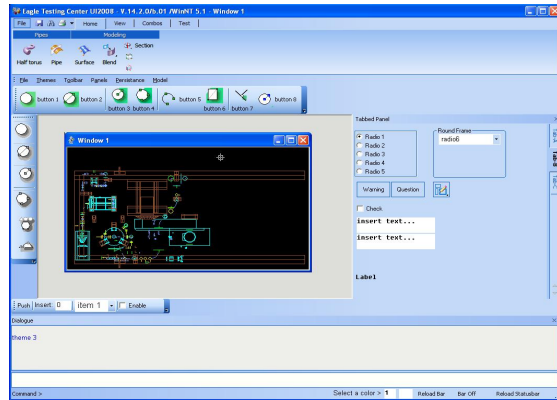 Eagle Testing Center UI2008 - V.14.2.0/b.01 /WinNT 5.1 - Window 1
File Home View Combos Test
Pipes Modeling
Half torus Pipe Surface Blend Section
File Themes Toolbar Panels Persistance Model
button 1 button 2 button 3 button 4 button 5 button 6 button 7 button 8
Tabbed Panel
Window 1
Radio 1
Radio 2
Radio 3
Radio 4
Radio 5
Round Frame
radio6
Warning Question
Check
insert text...
insert text...
Label
Push Insert: 0 item 1 Enable
Dialogue
theme 3
Command > Select a color > 1 Reload Bar Bar Off Reload Statusbar